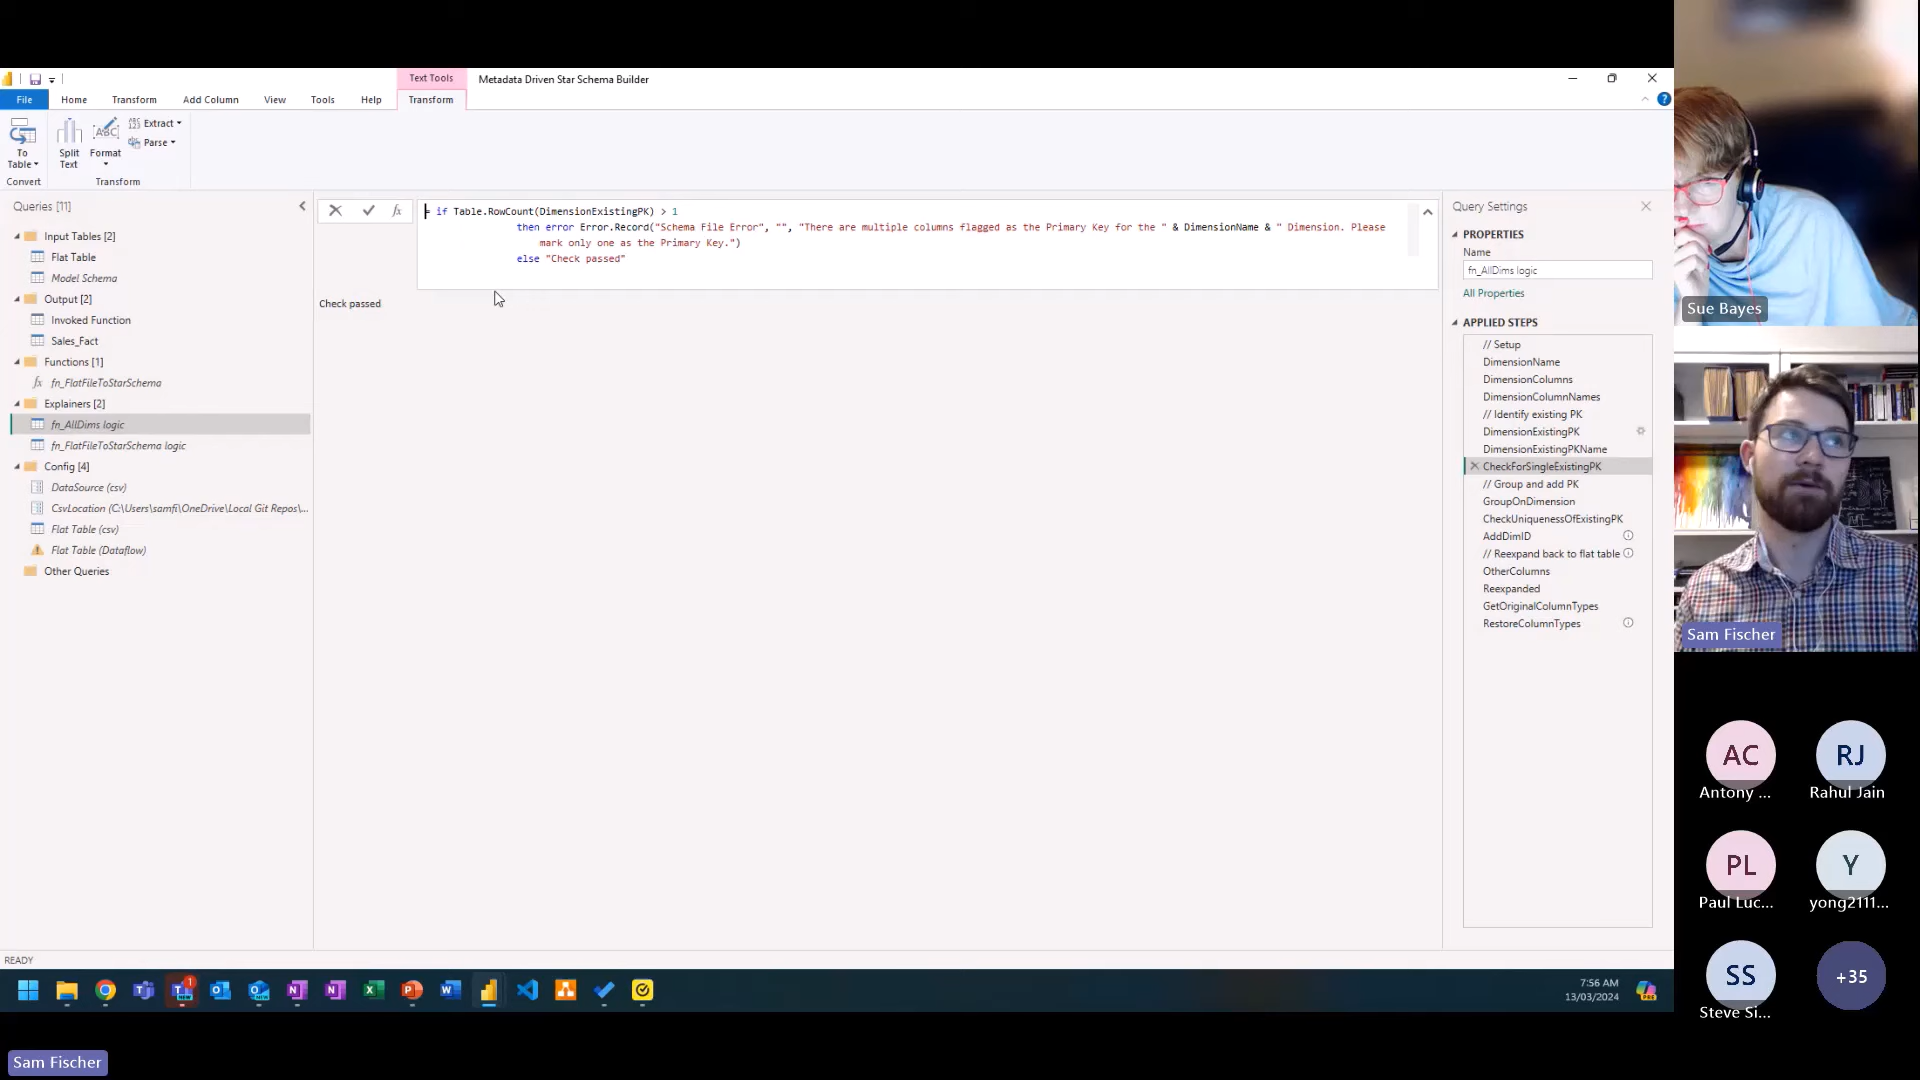 Text Tools
Metadata Driven Star Schema Builder
File
Home
Transform
Add Column
View
Tools
Help
Transform
To
Table
Split
Text
Format
Extract
Parse
Convert
Transform
Queries [11]
Input Tables [2]
Flat Table
Model Schema
Output [2]
Invoked Function
Sales_Fact
Functions [1]
fx fn_FlatFileToStarSchema
Explainers [2]
fn_AllDims logic
fn_FlatFileToStarSchema logic
Config [4]
DataSource (csv)
CsvLocation (C:\Users\samfi\OneDrive\Local Git Repos\...
Flat Table (csv)
Flat Table (Dataflow)
Other Queries
fx
= if Table.RowCount(DimensionExistingPK) > 1
then error Error.Record("Schema File Error", "", "There are multiple columns flagged as the Primary Key for the " & DimensionName & " Dimension. Please
mark only one as the Primary Key.")
else "Check passed"
Check passed
Query Settings
PROPERTIES
Name
fn_AllDims logic
All Properties
APPLIED STEPS
// Setup
DimensionName
DimensionColumns
DimensionColumnNames
// Identify existing PK
DimensionExistingPK
DimensionExistingPKName
CheckForSingleExistingPK
// Group and add PK
GroupOnDimension
CheckUniquenessOfExistingPK
AddDimID
// Reexpand back to flat table
OtherColumns
Reexpanded
GetOriginalColumnTypes
RestoreColumnTypes
READY
7:56 AM
13/03/2024
Sue Bayes
Sam Fischer
AC
Antony ...
RJ
Rahul Jain
PL
Paul Luc...
Y
yong2111...
SS
Steve Si...
+35
Sam Fischer